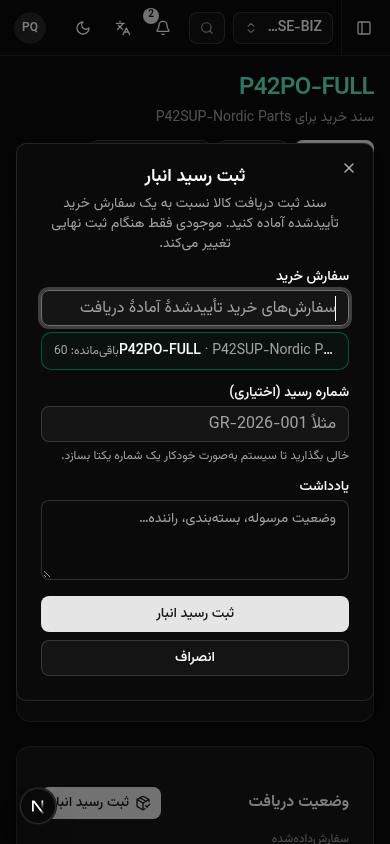 PQ
2
SE-BIZ...
P42PO-FULL
سند خرید برای P42SUP-Nordic Parts
ثبت رسید انبار
سند ثبت دریافت کالا نسبت به یک سفارش خرید
تأییدشده آماده کنید. موجودی فقط هنگام ثبت نهایی
تغییر می‌کند.
سفارش خرید
سفارش‌های خرید تأییدشدهٔ آمادهٔ دریافت
P42PO-FULL · P42SUP-Nordic P...
باقی‌مانده: 60
شماره رسید (اختیاری)
مثلاً GR-2026-001
خالی بگذارید تا سیستم به‌صورت خودکار یک شماره یکتا بسازد.
یادداشت
وضعیت مرسوله، بسته‌بندی، راننده...
ثبت رسید انبار
انصراف
وضعیت دریافت
ثبت رسید انبار
N
سفارش‌داده‌شده